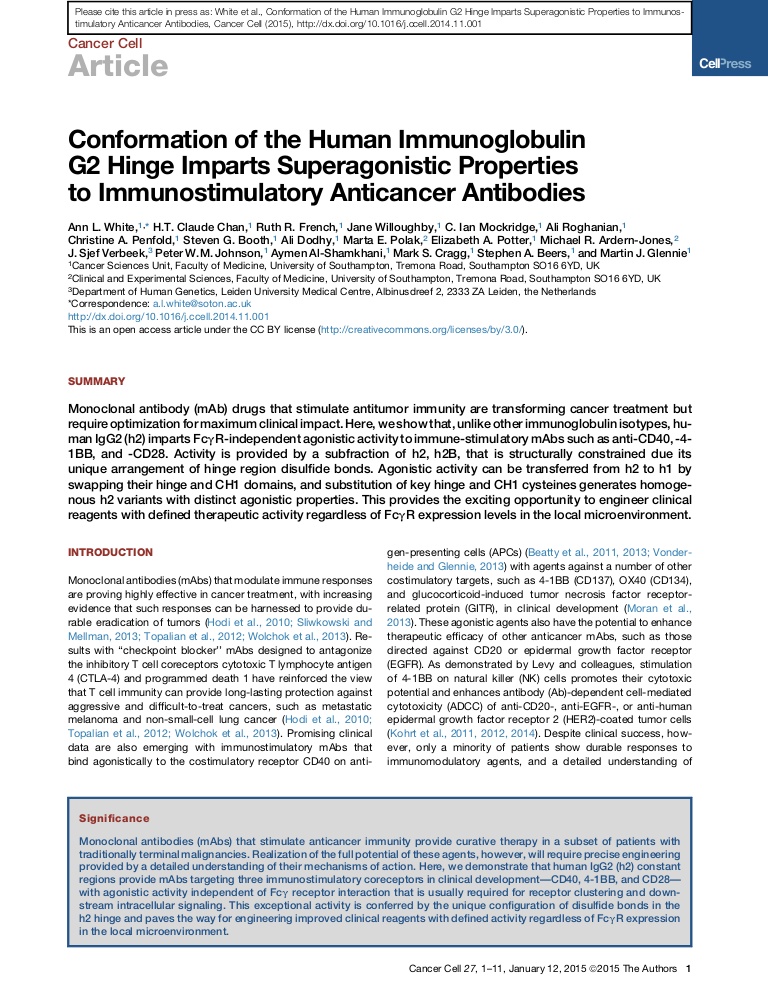 Please cite this article in press as: White et al., Conformation of the Human Immunoglobulin G2 Hinge Imparts Superagonistic Properties to Immunos-
timulatory Anticancer Antibodies, Cancer Cell (2015), http://dx.doi.org/10.1016/j.ccell.2014.11.001
Cancer Cell
Article
CellPress
Conformation of the Human Immunoglobulin
G2 Hinge Imparts Superagonistic Properties
to Immunostimulatory Anticancer Antibodies
Ann L. White,1,* H.T. Claude Chan,1 Ruth R. French,1 Jane Willoughby,1 C. Ian Mockridge,1 Ali Roghanian,1
Christine A. Penfold,1 Steven G. Booth,1 Ali Dodhy,1 Marta E. Polak,2 Elizabeth A. Potter,1 Michael R. Ardern-Jones,2
J. Sjef Verbeek,3 Peter W.M. Johnson,1 Aymen Al-Shamkhani,1 Mark S. Cragg,1 Stephen A. Beers,1 and Martin J. Glennie1
1Cancer Sciences Unit, Faculty of Medicine, University of Southampton, Tremona Road, Southampton SO16 6YD, UK
2Clinical and Experimental Sciences, Faculty of Medicine, University of Southampton, Tremona Road, Southampton SO16 6YD, UK
3Department of Human Genetics, Leiden University Medical Centre, Albinusdreef 2, 2333 ZA Leiden, the Netherlands
*Correspondence: a.l.white@soton.ac.uk
http://dx.doi.org/10.1016/j.ccell.2014.11.001
This is an open access article under the CC BY license (http://creativecommons.org/licenses/by/3.0/).
SUMMARY
Monoclonal antibody (mAb) drugs that stimulate antitumor immunity are transforming cancer treatment but
require optimization for maximum clinical impact. Here, we show that, unlike other immunoglobulin isotypes, hu-
man IgG2 (h2) imparts FcγR-independent agonistic activity to immune-stimulatory mAbs such as anti-CD40, -4-
1BB, and -CD28. Activity is provided by a subfraction of h2, h2B, that is structurally constrained due its
unique arrangement of hinge region disulfide bonds. Agonistic activity can be transferred from h2 to h1 by
swapping their hinge and CH1 domains, and substitution of key hinge and CH1 cysteines generates homoge-
nous h2 variants with distinct agonistic properties. This provides the exciting opportunity to engineer clinical
reagents with defined therapeutic activity regardless of FcγR expression levels in the local microenvironment.
INTRODUCTION
Monoclonal antibodies (mAbs) that modulate immune responses
are proving highly effective in cancer treatment, with increasing
evidence that such responses can be harnessed to provide du-
rable eradication of tumors (Hodi et al., 2010; Sliwkowski and
Mellman, 2013; Topalian et al., 2012; Wolchok et al., 2013). Re-
sults with “checkpoint blocker’’ mAbs designed to antagonize
the inhibitory T cell coreceptors cytotoxic T lymphocyte antigen
4 (CTLA-4) and programmed death 1 have reinforced the view
that T cell immunity can provide long-lasting protection against
aggressive and difficult-to-treat cancers, such as metastatic
melanoma and non-small-cell lung cancer (Hodi et al., 2010;
Topalian et al., 2012; Wolchok et al., 2013). Promising clinical
data are also emerging with immunostimulatory mAbs that
bind agonistically to the costimulatory receptor CD40 on anti-
gen-presenting cells (APCs) (Beatty et al., 2011, 2013; Vonder-
heide and Glennie, 2013) with agents against a number of other
costimulatory targets, such as 4-1BB (CD137), OX40 (CD134),
and glucocorticoid-induced tumor necrosis factor receptor-
related protein (GITR), in clinical development (Moran et al.,
2013). These agonistic agents also have the potential to enhance
therapeutic efficacy of other anticancer mAbs, such as those
directed against CD20 or epidermal growth factor receptor
(EGFR). As demonstrated by Levy and colleagues, stimulation
of 4-1BB on natural killer (NK) cells promotes their cytotoxic
potential and enhances antibody (Ab)-dependent cell-mediated
cytotoxicity (ADCC) of anti-CD20-, anti-EGFR-, or anti-human
epidermal growth factor receptor 2 (HER2)-coated tumor cells
(Kohrt et al., 2011, 2012, 2014). Despite clinical success, how-
ever, only a minority of patients show durable responses to
immunomodulatory agents, and a detailed understanding of
Significance
Monoclonal antibodies (mAbs) that stimulate anticancer immunity provide curative therapy in a subset of patients with
traditionally terminal malignancies. Realization of the full potential of these agents, however, will require precise engineering
provided by a detailed understanding of their mechanisms of action. Here, we demonstrate that human IgG2 (h2) constant
regions provide mAbs targeting three immunostimulatory coreceptors in clinical development—CD40, 4-1BB, and CD28—
with agonistic activity independent of Fcγ receptor interaction that is usually required for receptor clustering and down-
stream intracellular signaling. This exceptional activity is conferred by the unique configuration of disulfide bonds in the
h2 hinge and paves the way for engineering improved clinical reagents with defined activity regardless of FcγR expression
in the local microenvironment.
Cancer Cell 27, 1–11, January 12, 2015 ©2015 The Authors 1